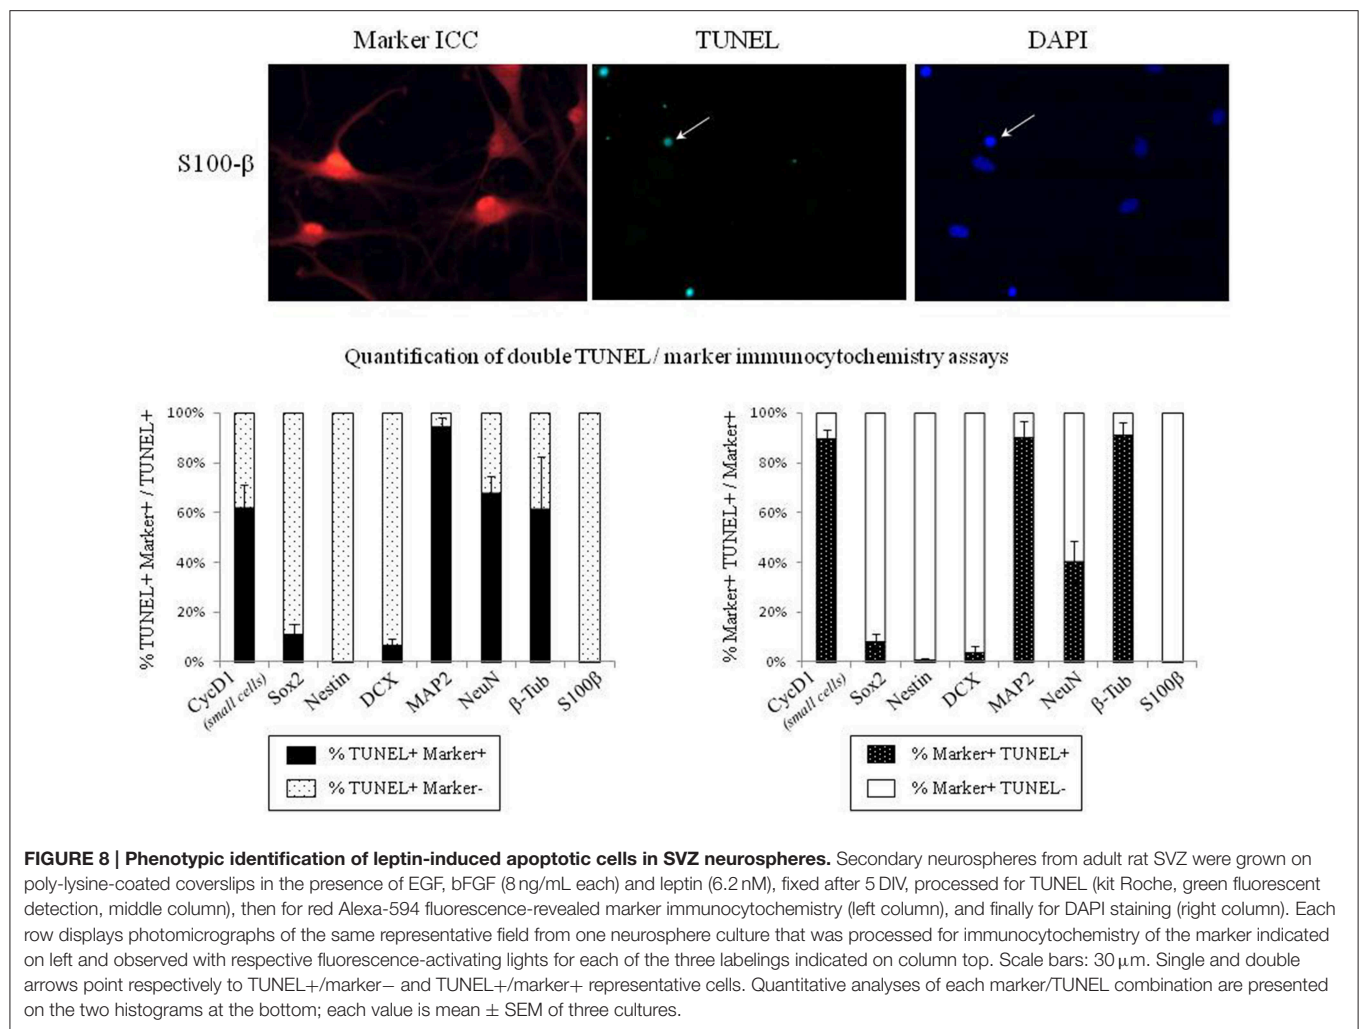 Marker ICC TUNEL DAPI
S100-β
Quantification of double TUNEL / marker immunocytochemistry assays
% TUNEL+ Marker+ / TUNEL+
100%
80%
60%
40%
20%
0%
CycD1
(small cells)
Sox2
Nestin
DCX
MAP2
NeuN
β-Tub
S100β
% TUNEL+ Marker+
% TUNEL+ Marker-
% Marker+ TUNEL+ / Marker+
100%
80%
60%
40%
20%
0%
CycD1
(small cells)
Sox2
Nestin
DCX
MAP2
NeuN
β-Tub
S100β
% Marker+ TUNEL+
% Marker+ TUNEL-
FIGURE 8 | Phenotypic identification of leptin-induced apoptotic cells in SVZ neurospheres. Secondary neurospheres from adult rat SVZ were grown on
poly-lysine-coated coverslips in the presence of EGF, bFGF (8 ng/mL each) and leptin (6.2 nM), fixed after 5 DIV, processed for TUNEL (kit Roche, green fluorescent
detection, middle column), then for red Alexa-594 fluorescence-revealed marker immunocytochemistry (left column), and finally for DAPI staining (right column). Each
row displays photomicrographs of the same representative field from one neurosphere culture that was processed for immunocytochemistry of the marker indicated
on left and observed with respective fluorescence-activating lights for each of the three labelings indicated on column top. Scale bars: 30 μm. Single and double
arrows point respectively to TUNEL+/marker− and TUNEL+/marker+ representative cells. Quantitative analyses of each marker/TUNEL combination are presented
on the two histograms at the bottom; each value is mean ± SEM of three cultures.